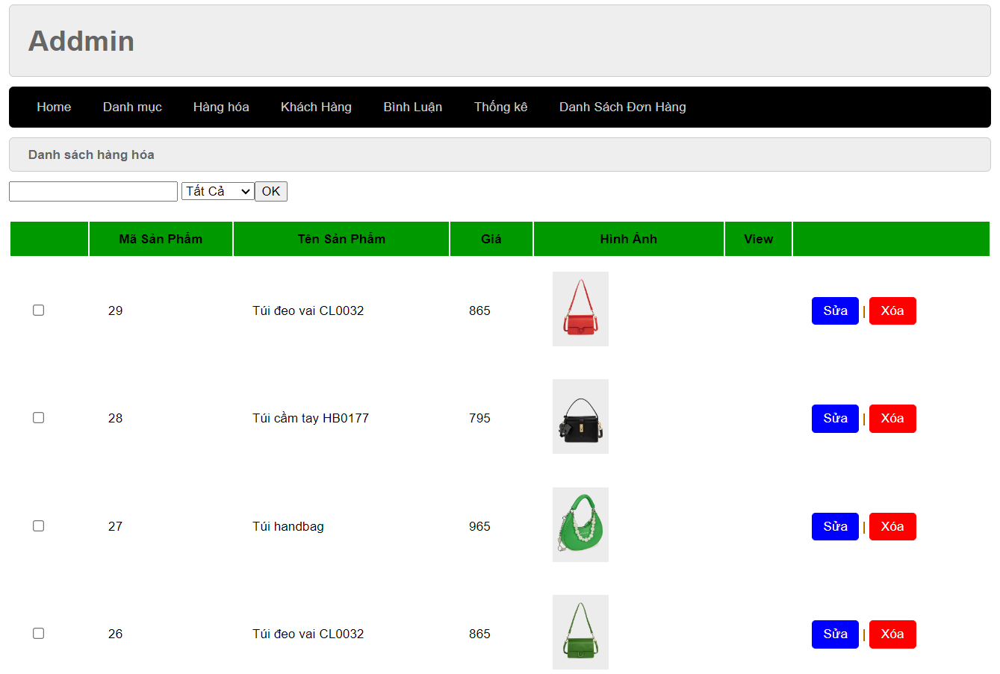 Addmin
Home Danh mục Hàng hóa Khách Hàng Bình Luận Thống kê Danh Sách Đơn Hàng
Danh sách hàng hóa
Tất Cả OK
Mã Sản Phẩm Tên Sản Phẩm Giá Hình Ảnh View
29 Túi đeo vai CL0032 865 Sửa | Xóa
28 Túi cầm tay HB0177 795 Sửa | Xóa
27 Túi handbag 965 Sửa | Xóa
26 Túi đeo vai CL0032 865 Sửa | Xóa